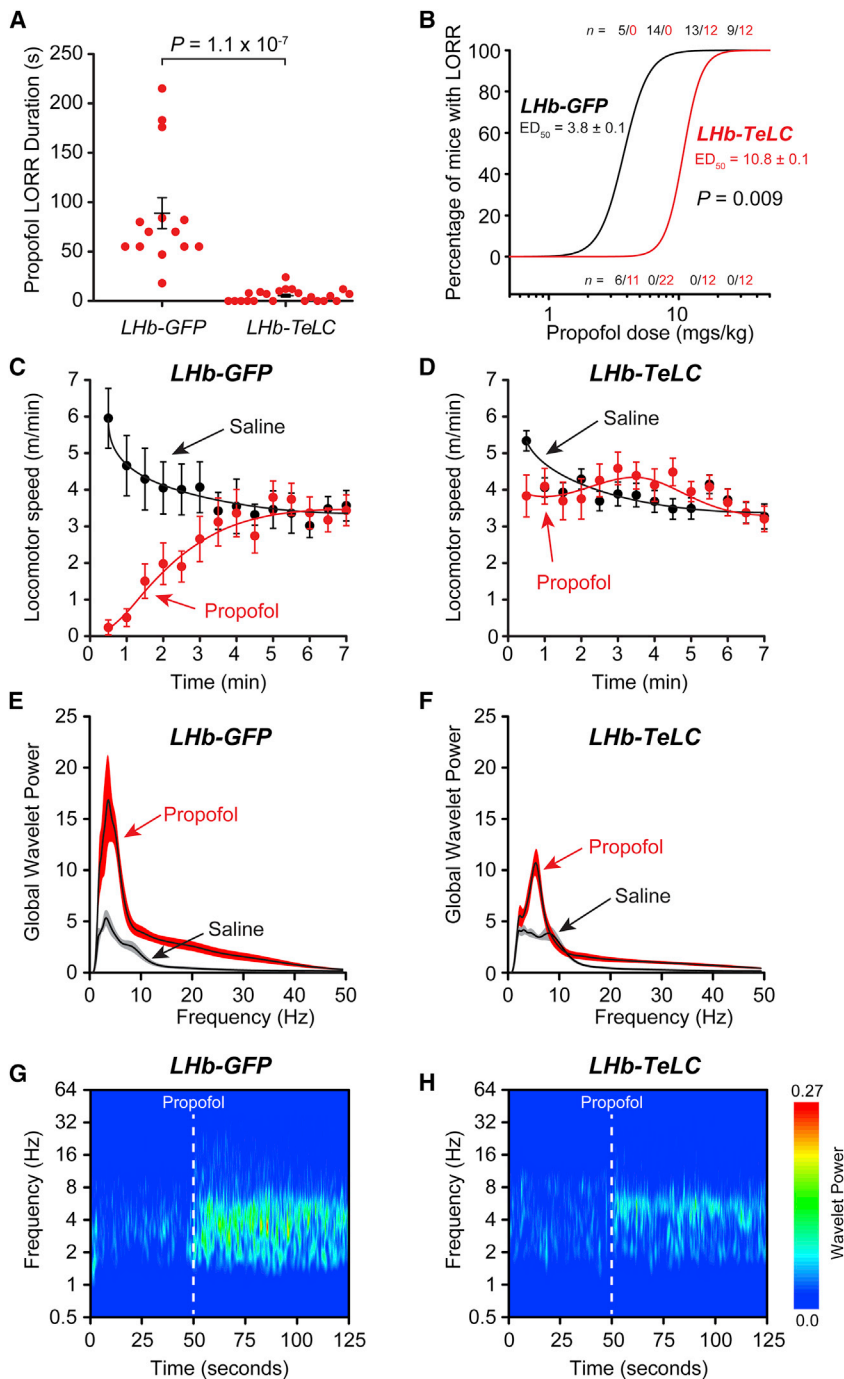 A
P = 1.1 x 10-7
Propofol LORR Duration (s)
250
200
150
100
50
0
LHb-GFP
LHb-TeLC
B
n = 5/0 14/0 13/12 9/12
Percentage of mice with LORR
100
80
60
40
20
0
LHb-GFP
ED50 = 3.8 ± 0.1
LHb-TeLC
ED50 = 10.8 ± 0.1
P = 0.009
n = 6/11 0/22 0/12 0/12
1
10
Propofol dose (mgs/kg)
C
LHb-GFP
Locomotor speed (m/min)
7
6
5
4
3
2
1
0
Saline
Propofol
0 1 2 3 4 5 6 7
Time (min)
D
LHb-TeLC
Locomotor speed (m/min)
7
6
5
4
3
2
1
0
Saline
Propofol
0 1 2 3 4 5 6 7
Time (min)
E
LHb-GFP
Global Wavelet Power
25
20
15
10
5
0
Propofol
Saline
0 10 20 30 40 50
Frequency (Hz)
F
LHb-TeLC
Global Wavelet Power
25
20
15
10
5
0
Propofol
Saline
0 10 20 30 40 50
Frequency (Hz)
G
LHb-GFP
Frequency (Hz)
64
32
16
8
4
2
1
0.5
Propofol
0 25 50 75 100 125
Time (seconds)
H
LHb-TeLC
Frequency (Hz)
64
32
16
8
4
2
1
0.5
Propofol
0 25 50 75 100 125
Time (seconds)
0.27
Wavelet Power
0.0